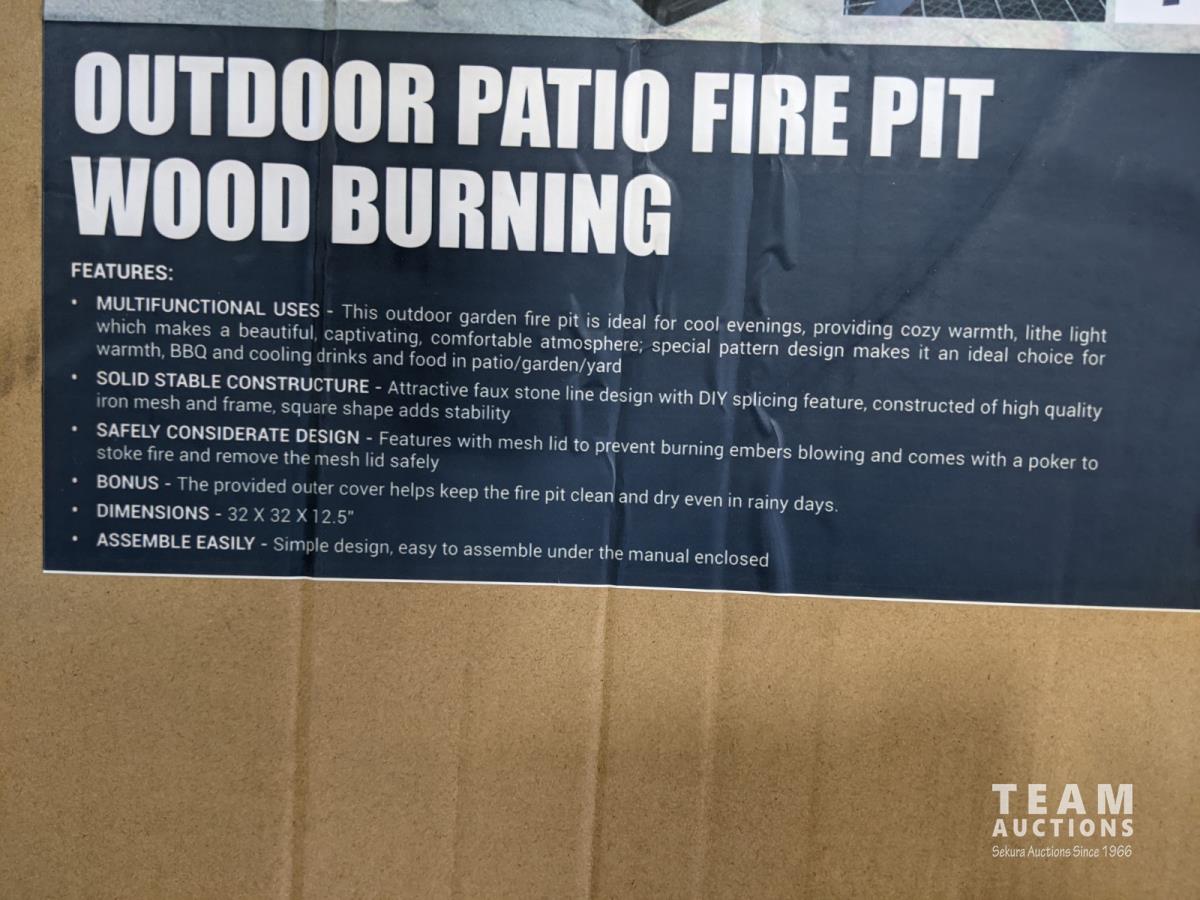 OUTDOOR PATIO FIRE PIT
WOOD BURNING
FEATURES:
• MULTIFUNCTIONAL USES - This outdoor garden fire pit is ideal for cool evenings, providing cozy warmth, lithe light
which makes a beautiful, captivating, comfortable atmosphere; special pattern design makes it an ideal choice for
warmth, BBQ and cooling drinks and food in patio/garden/yard
• SOLID STABLE CONSTRUCTURE - Attractive faux stone line design with DIY splicing feature, constructed of high quality
iron mesh and frame, square shape adds stability
• SAFELY CONSIDERATE DESIGN - Features with mesh lid to prevent burning embers blowing and comes with a poker to
stoke fire and remove the mesh lid safely
• BONUS - The provided outer cover helps keep the fire pit clean and dry even in rainy days.
• DIMENSIONS - 32 X 32 X 12.5"
• ASSEMBLE EASILY - Simple design, easy to assemble under the manual enclosed
TEAM
AUCTIONS
Sekura Auctions Since 1966